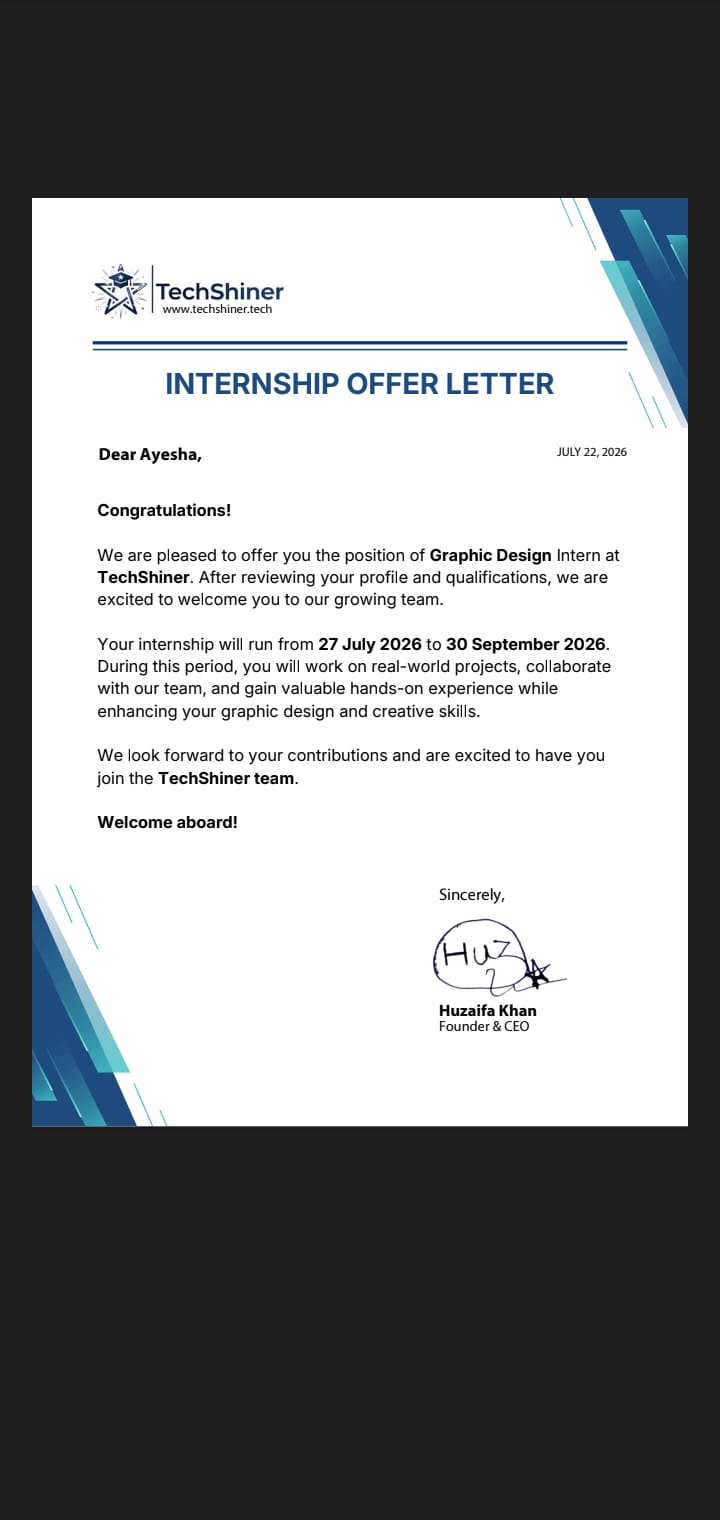 TechShiner
www.techshiner.tech
INTERNSHIP OFFER LETTER
Dear Ayesha,
JULY 22, 2026
Congratulations!
We are pleased to offer you the position of Graphic Design Intern at
TechShiner. After reviewing your profile and qualifications, we are
excited to welcome you to our growing team.
Your internship will run from 27 July 2026 to 30 September 2026.
During this period, you will work on real-world projects, collaborate
with our team, and gain valuable hands-on experience while
enhancing your graphic design and creative skills.
We look forward to your contributions and are excited to have you
join the TechShiner team.
Welcome aboard!
Sincerely,
Huz
Huzaifa Khan
Founder & CEO